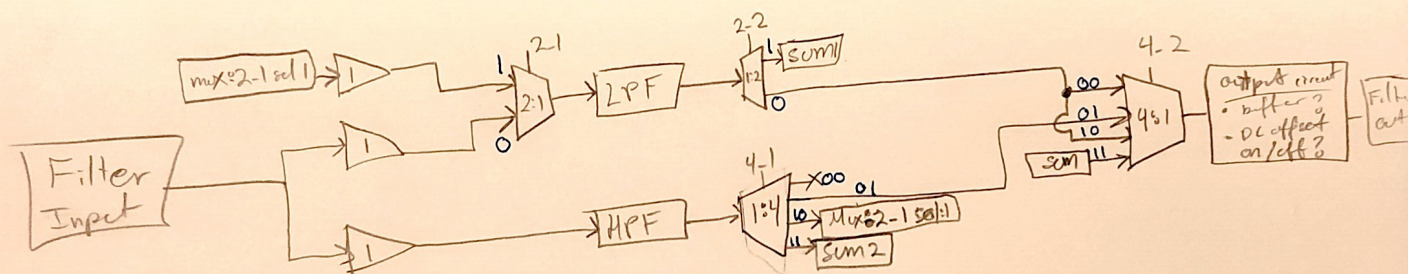 mux:2-1 sel 1
1
1
2-1
2:1
0
LPF
2-2
1:2
1
sum1
0
Filter
Input
1
1
HPF
4-1
1:4
00
01
10
Mux:2-1 sel:1
11
sum2
4-2
00
01
10
11
sum
4:1
output circuit
• buffer?
- DC offset
on/off?